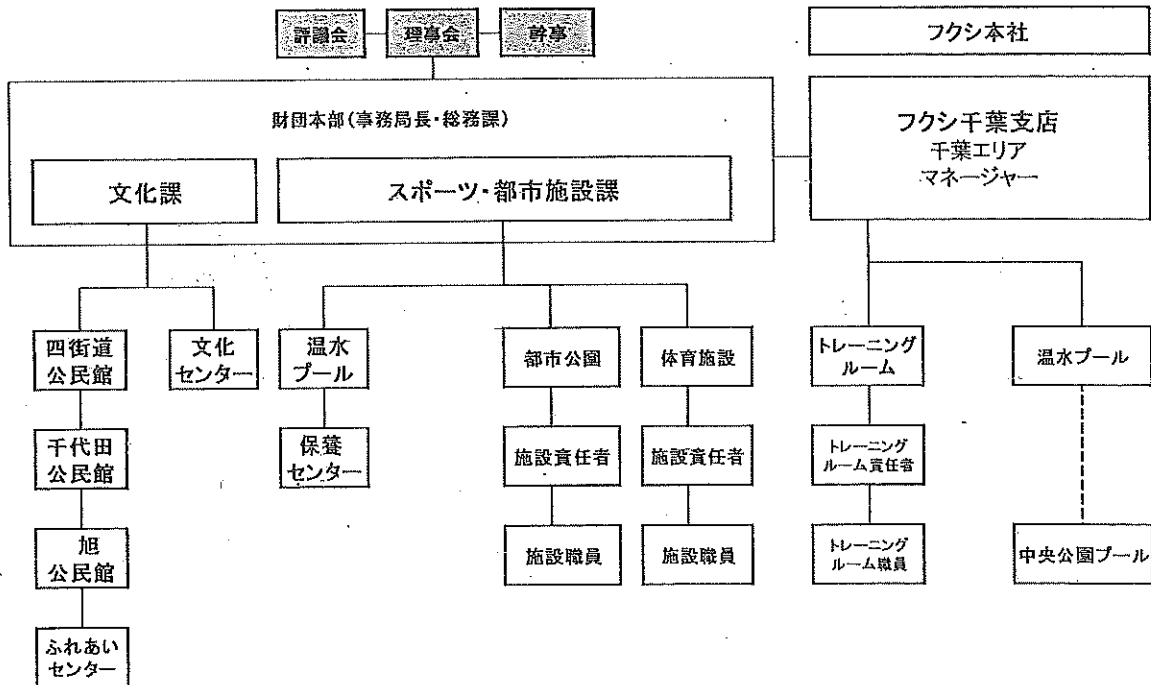 評議会
理事会
幹事
フクシ本社
財団本部(事務局長・総務課)
フクシ千葉支店
千葉エリア
マネージャー
文化課
スポーツ・都市施設課
四街道
公民館
文化
センター
温水
プール
都市公園
体育施設
トレーニング
ルーム
温水プール
千代田
公民館
保養
センター
施設責任者
施設責任者
トレーニング
ルーム責任者
旭
公民館
施設職員
施設職員
トレーニング
ルーム職員
中央公園プール
ふれあい
センター